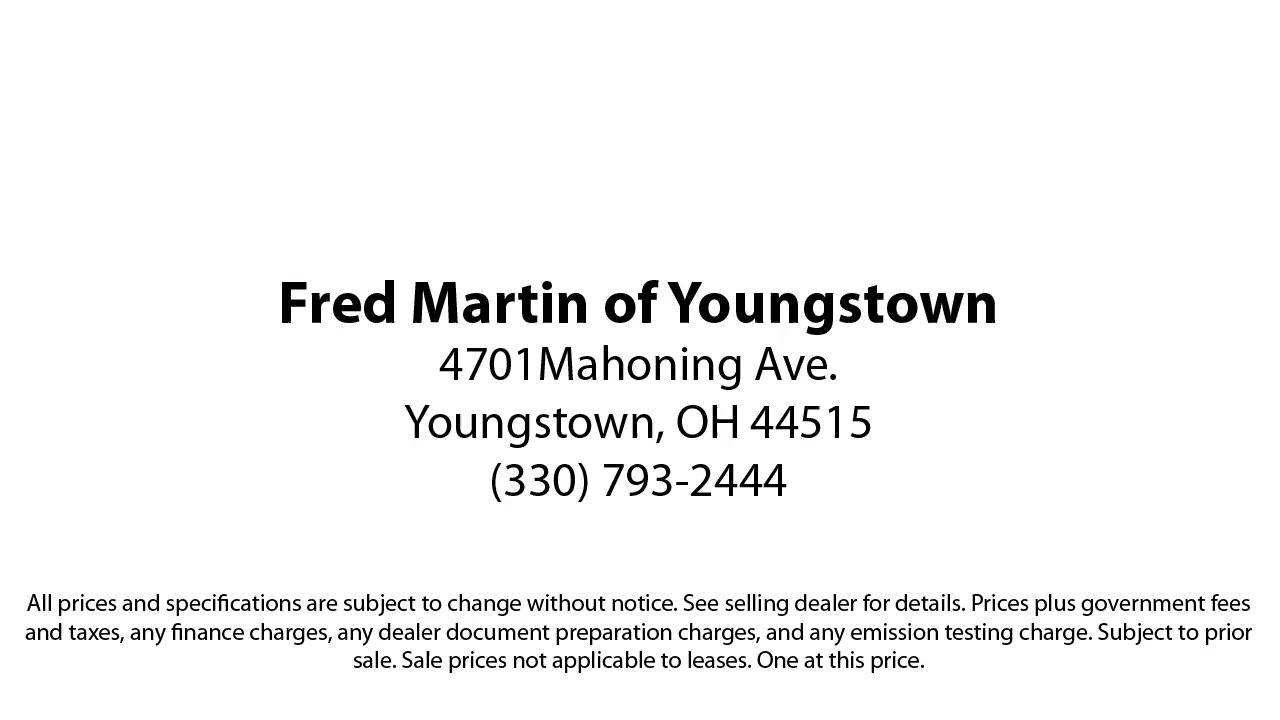 Fred Martin of Youngstown
4701Mahoning Ave.
Youngstown, OH 44515
(330) 793-2444
All prices and specifications are subject to change without notice. See selling dealer for details. Prices plus government fees
and taxes, any finance charges, any dealer document preparation charges, and any emission testing charge. Subject to prior
sale. Sale prices not applicable to leases. One at this price.